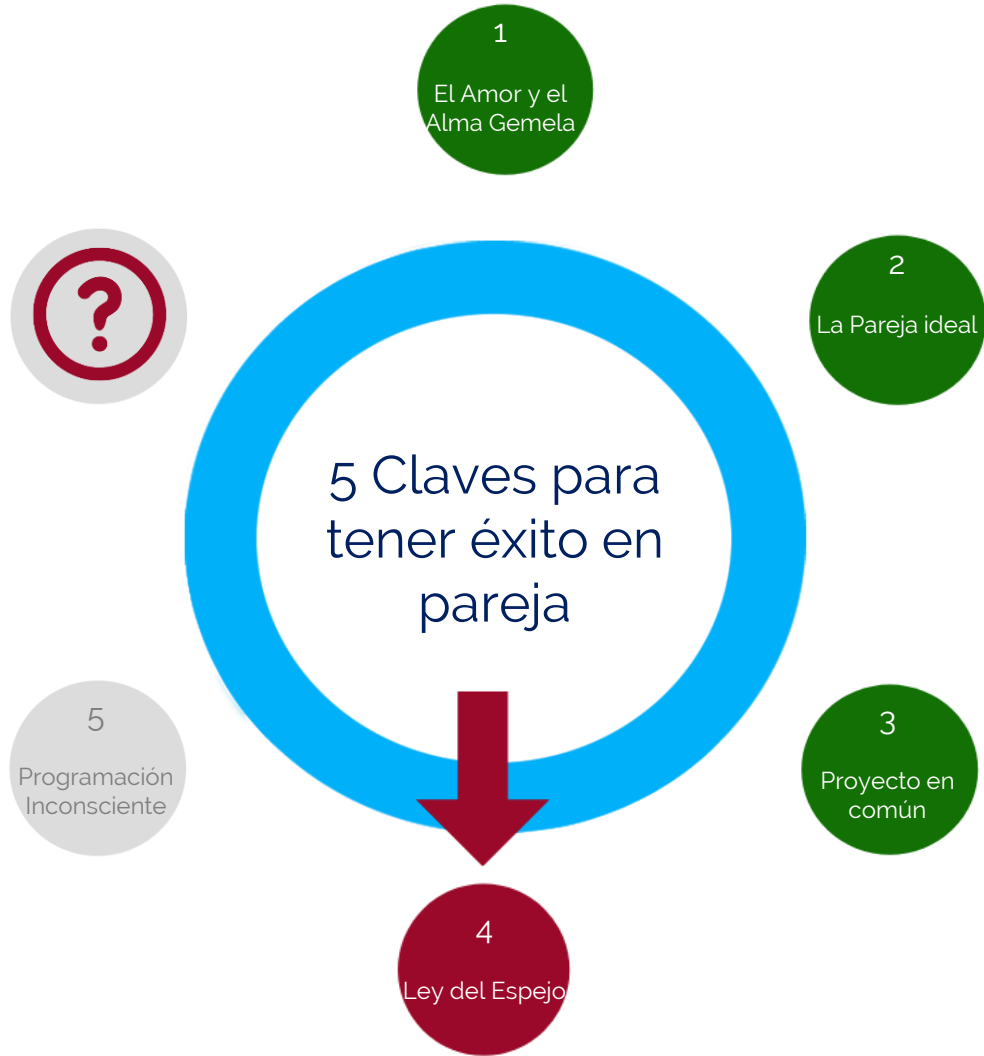 1
El Amor y el
Alma Gemela
2
La Pareja ideal
5 Claves para
tener éxito en
pareja
3
Proyecto en
común
4
Ley del Espejo
5
Programación
Inconsciente
?